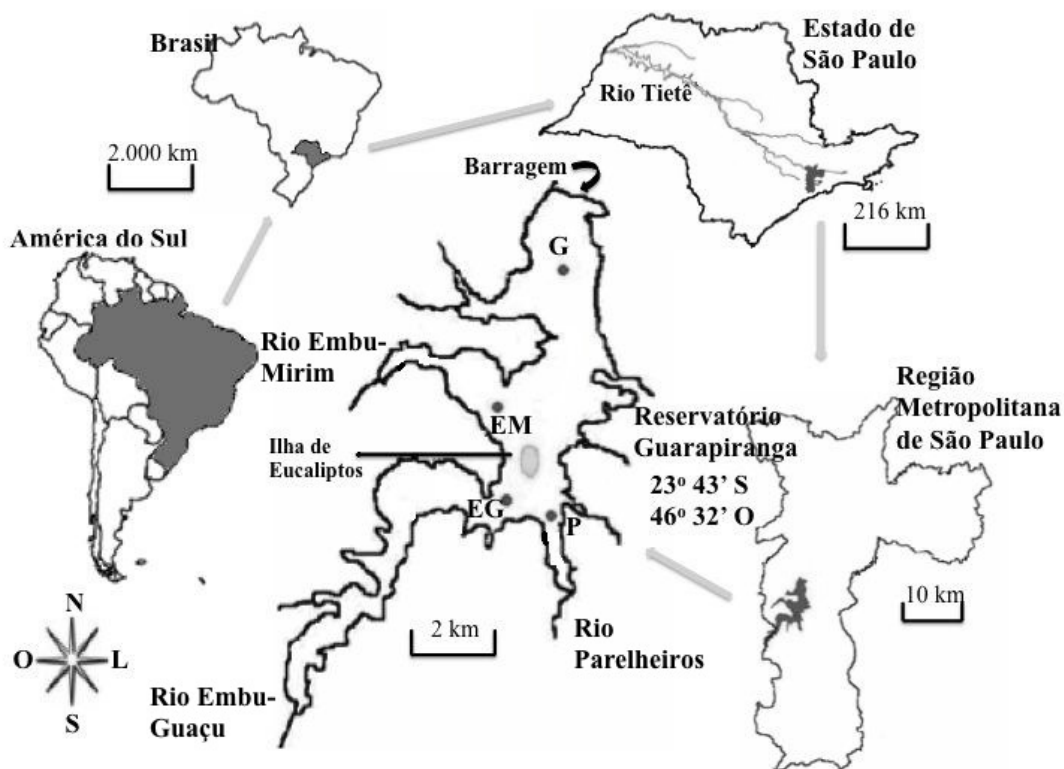 Brasil
Estado de
São Paulo
Rio Tietê
2.000 km
Barragem
216 km
América do Sul
G
Rio Embu-
Mirim
Região
Metropolitana
de São Paulo
EM
Reservatório
Guarapiranga
Ilha de
Eucaliptos
23º 43’ S
46º 32’ O
EG
P
10 km
N
O
L
S
2 km
Rio
Parelheiros
Rio Embu-
Guaçu